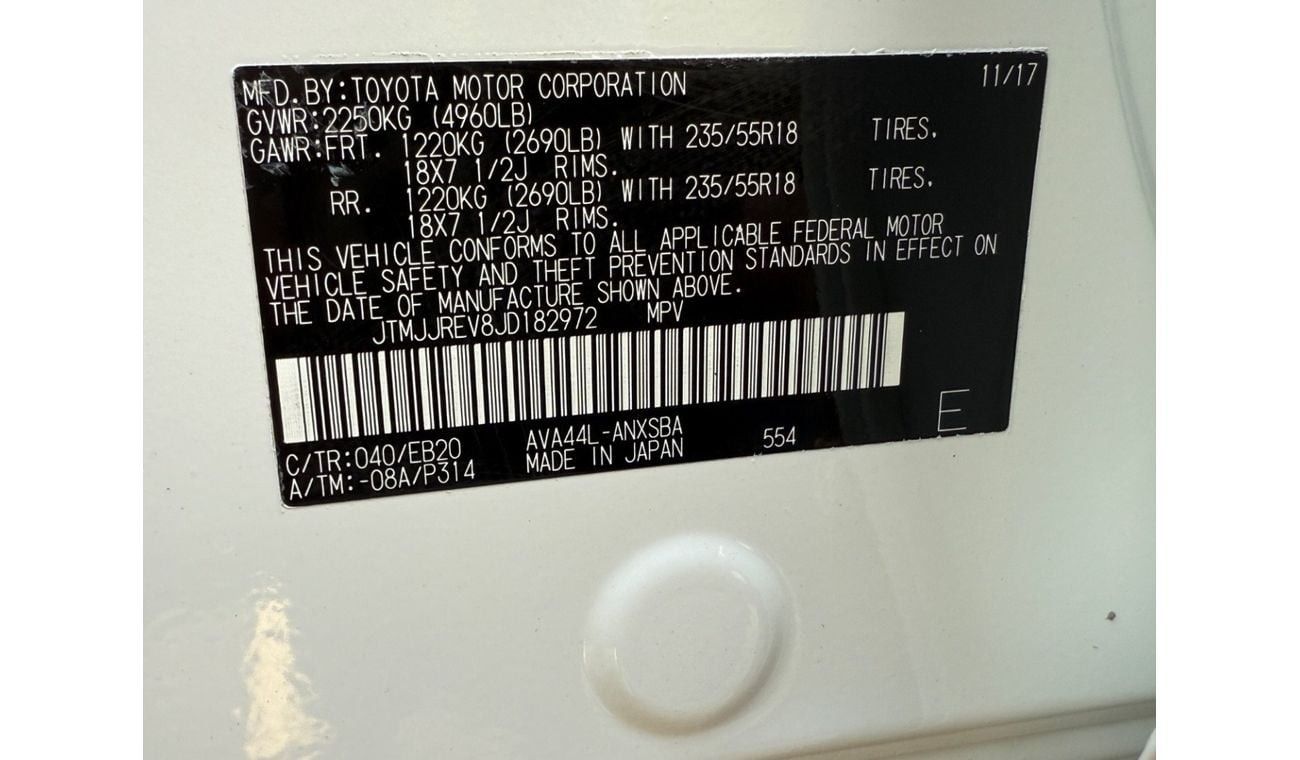 MFD.BY:TOYOTA MOTOR CORPORATION 11/17
GVWR:2250KG (4960LB)
GAWR:FRT. 1220KG (2690LB) WITH 235/55R18 TIRES.
18X7 1/2J RIMS.
RR. 1220KG (2690LB) WITH 235/55R18 TIRES.
18X7 1/2J RIMS.
THIS VEHICLE CONFORMS TO ALL APPLICABLE FEDERAL MOTOR
VEHICLE SAFETY AND THEFT PREVENTION STANDARDS IN EFFECT ON
THE DATE OF MANUFACTURE SHOWN ABOVE.
JTMJJREV8JD182972 MPV
C/TR:040/EB20 AVA44L-ANXSBA 554 E
A/TM:-08A/P314 MADE IN JAPAN